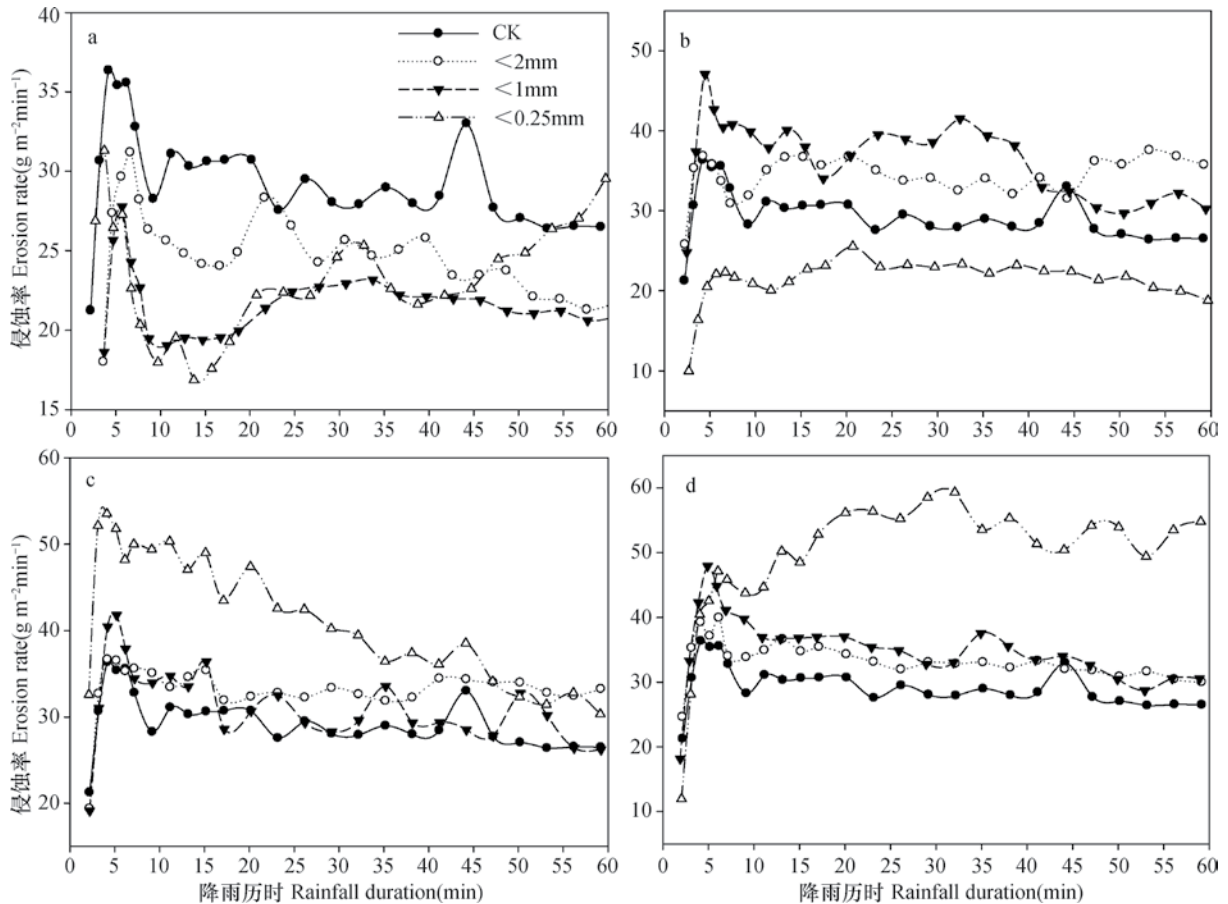 a
CK
<2mm
<1mm
<0.25mm
侵蚀率 Erosion rate(g m⁻²min⁻¹)
40
35
30
25
20
15
0 5 10 15 20 25 30 35 40 45 50 55 60
b
50
40
30
20
10
0 5 10 15 20 25 30 35 40 45 50 55 60
c
侵蚀率 Erosion rate(g m⁻²min⁻¹)
60
50
40
30
20
0 5 10 15 20 25 30 35 40 45 50 55 60
降雨历时 Rainfall duration(min)
d
60
50
40
30
20
10
0 5 10 15 20 25 30 35 40 45 50 55 60
降雨历时 Rainfall duration(min)